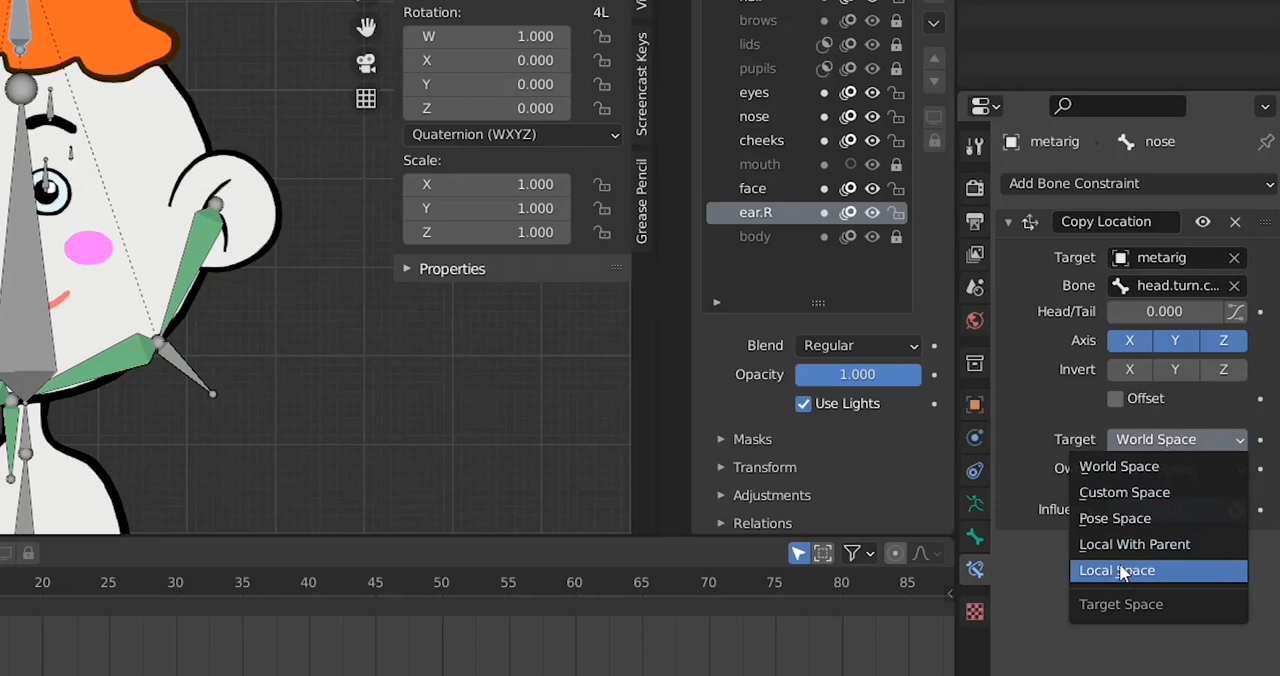 Rotation: 4L
W 1.000
X 0.000
Y 0.000
Z 0.000
Quaternion (WXYZ)
Scale:
X 1.000
Y 1.000
Z 1.000
Properties
Screencast Keys
Grease Pencil
brows
lids
pupils
eyes
nose
cheeks
mouth
face
ear.R
body
Blend Regular
Opacity 1.000
Use Lights
Masks
Transform
Adjustments
Relations
metarig nose
Add Bone Constraint
Copy Location
Target metarig
Bone head.turn.c...
Head/Tail 0.000
Axis X Y Z
Invert X Y Z
Offset
Target World Space
Ow
World Space
Custom Space
Influe
Pose Space
Local With Parent
Local Space
Target Space
20 25 30 35 40 45 50 55 60 65 70 75 80 85